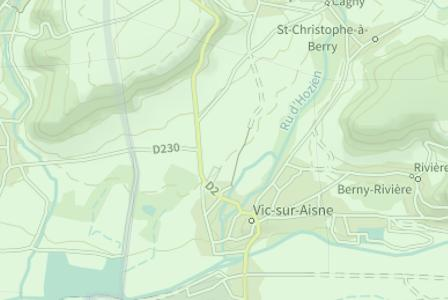 Cagny
St-Christophe-à-
Berry
Ru d'Hozien
D230
Rivière
D2
Berny-Rivière
Vic-sur-Aisne